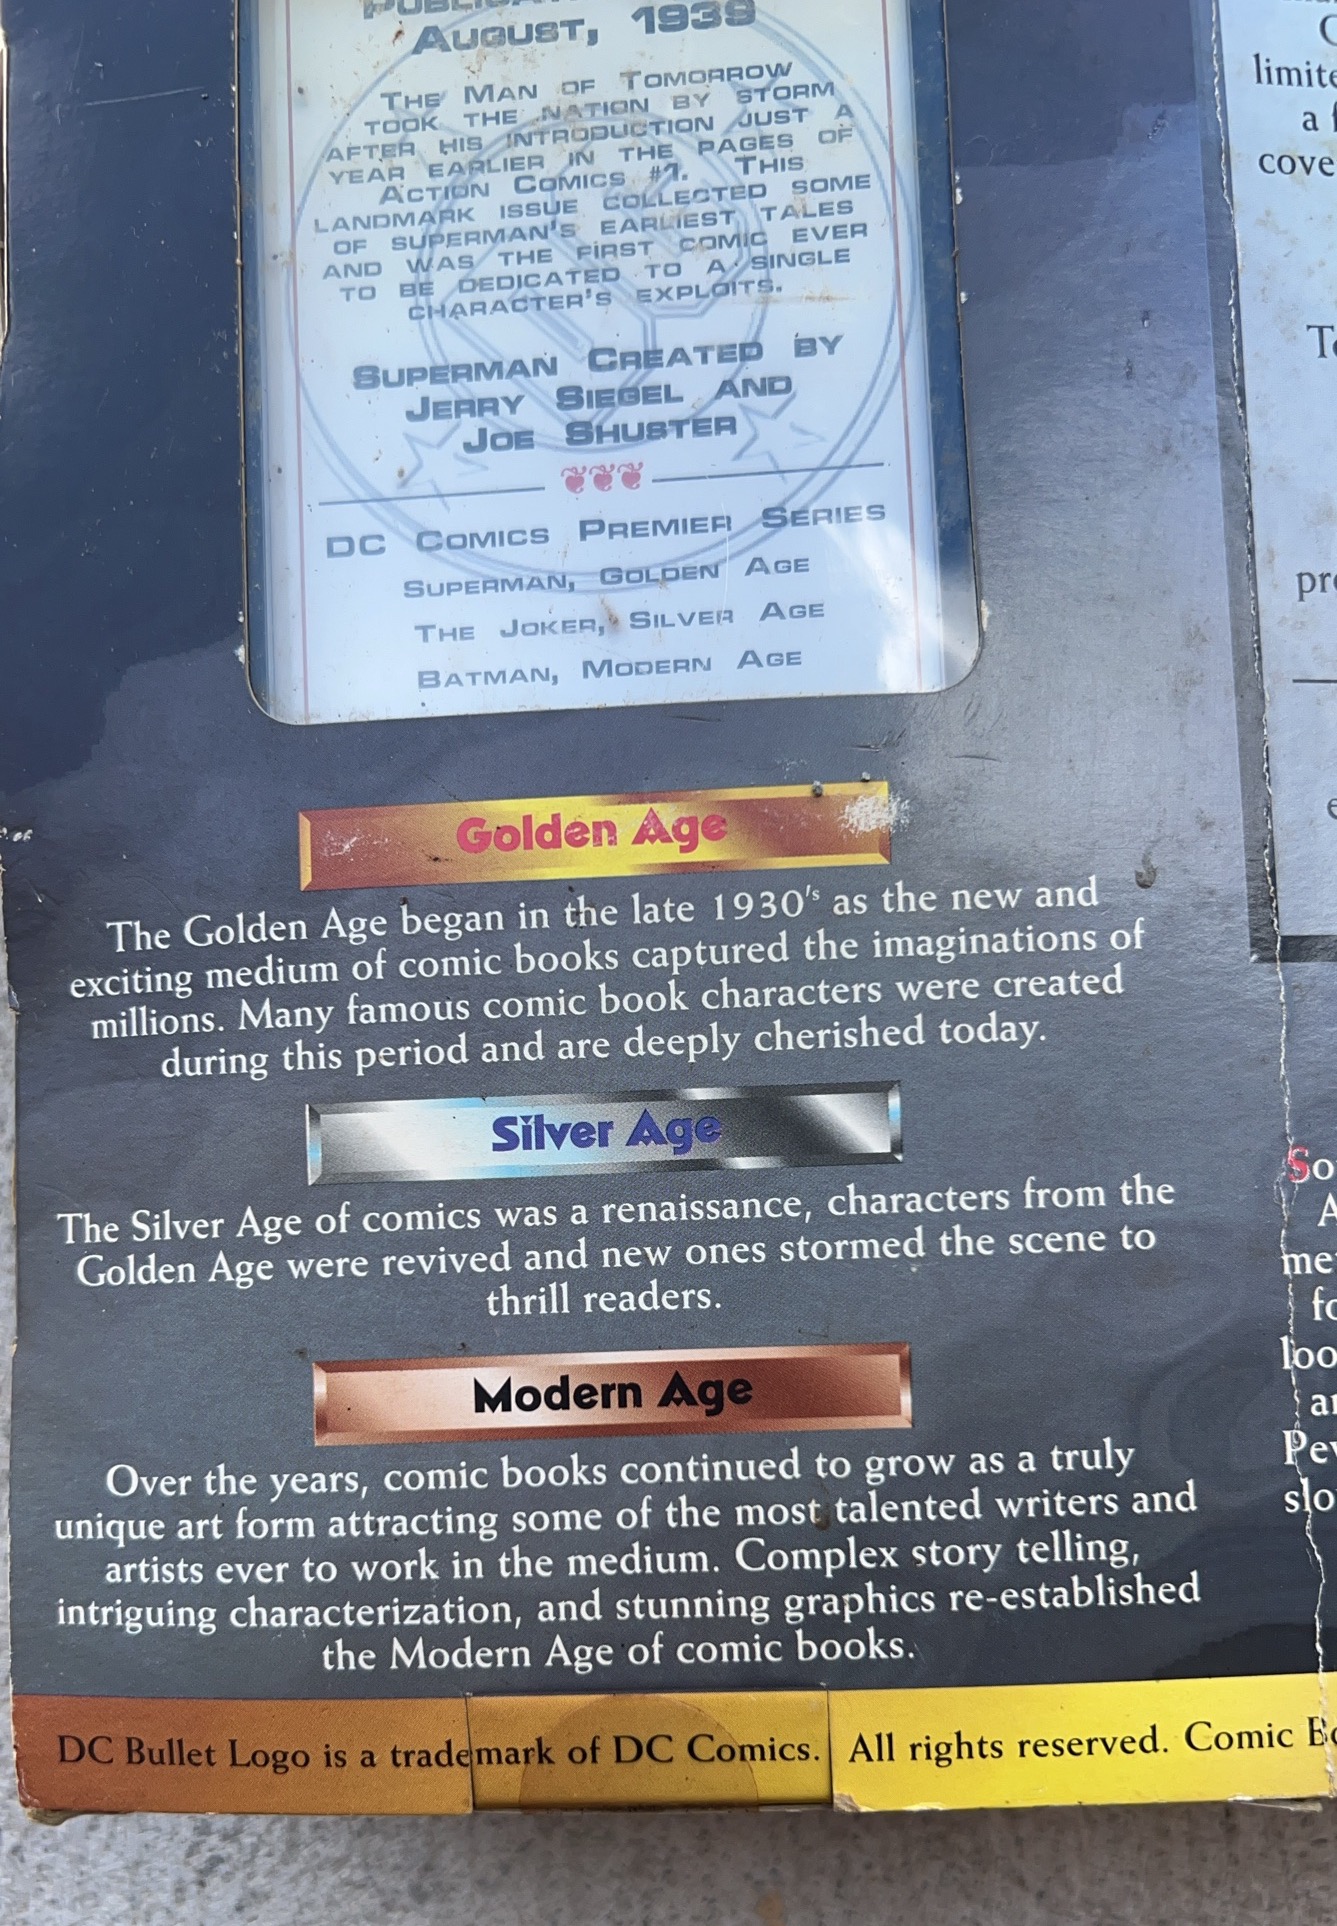 AUGUST, 1939
THE MAN OF TOMORROW
TOOK THE NATION BY STORM
AFTER HIS INTRODUCTION JUST A
YEAR EARLIER IN THE PAGES OF
ACTION COMICS #1. THIS
LANDMARK ISSUE COLLECTED SOME
OF SUPERMAN'S EARLIEST TALES
AND WAS THE FIRST COMIC EVER
TO BE DEDICATED TO A SINGLE
CHARACTER'S EXPLOITS.
SUPERMAN CREATED BY
JERRY SIEGEL AND
JOE SHUSTER
DC COMICS PREMIER SERIES
SUPERMAN, GOLDEN AGE
THE JOKER, SILVER AGE
BATMAN, MODERN AGE
Golden Age
The Golden Age began in the late 1930's as the new and
exciting medium of comic books captured the imaginations of
millions. Many famous comic book characters were created
during this period and are deeply cherished today.
Silver Age
The Silver Age of comics was a renaissance, characters from the
Golden Age were revived and new ones stormed the scene to
thrill readers.
Modern Age
Over the years, comic books continued to grow as a truly
unique art form attracting some of the most talented writers and
artists ever to work in the medium. Complex story telling,
intriguing characterization, and stunning graphics re-established
the Modern Age of comic books.
DC Bullet Logo is a trademark of DC Comics. All rights reserved. Comic